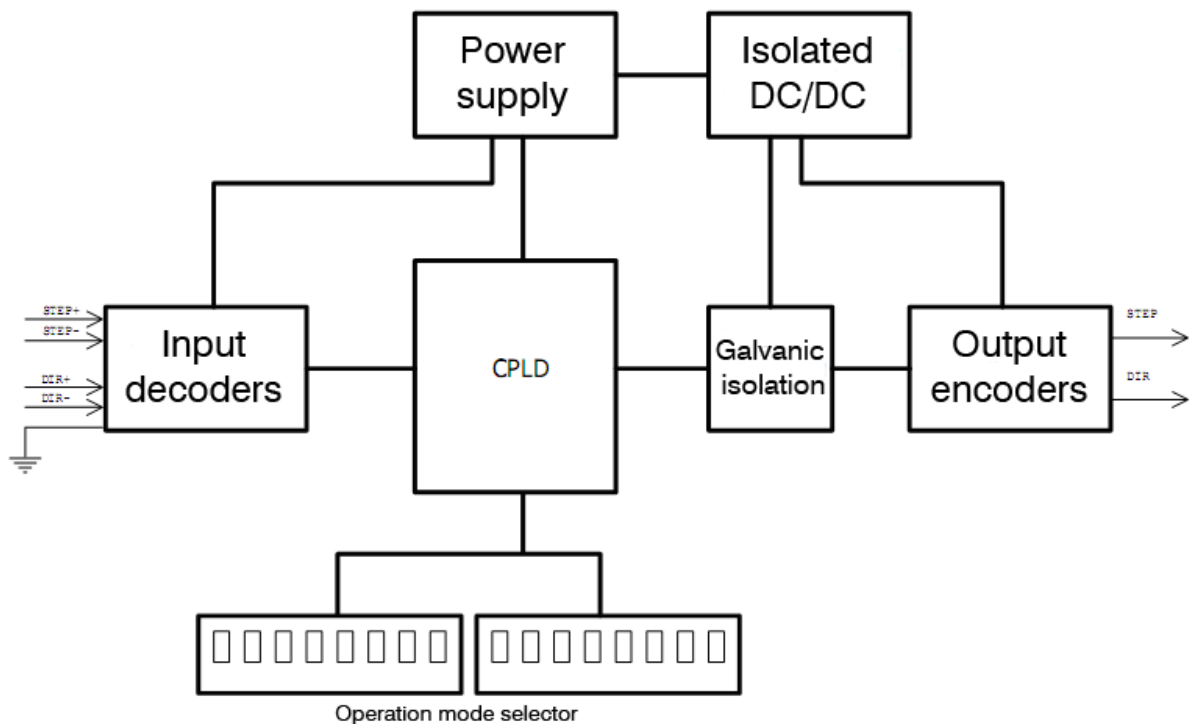 Power
supply
Isolated
DC/DC
STEP+
STEP-
DIR+
DIR-
Input
decoders
CPLD
Galvanic
isolation
Output
encoders
STEP
DIR
Operation mode selector